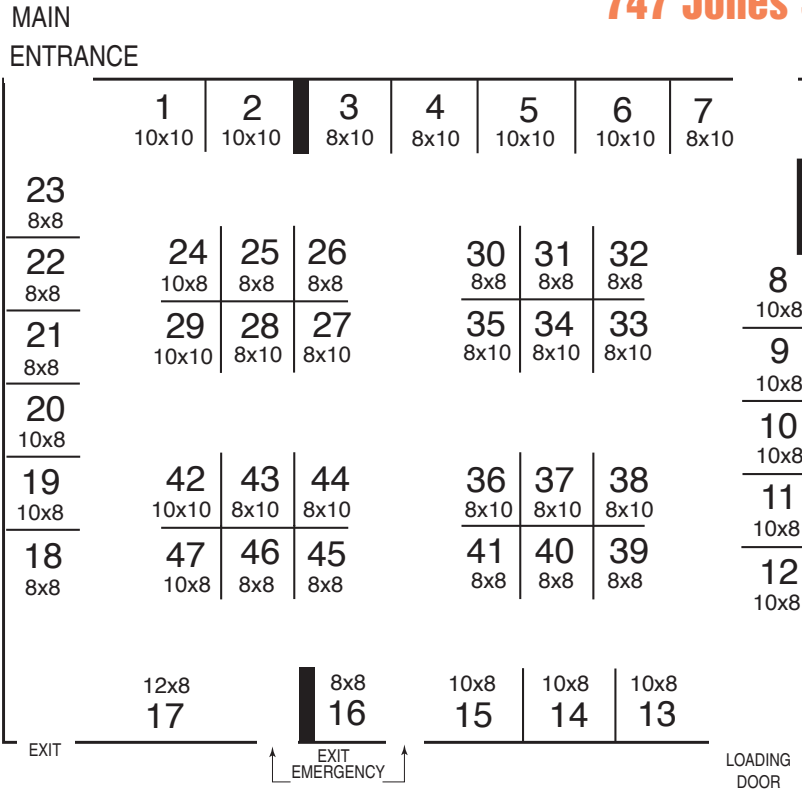 747 Jones
MAIN
ENTRANCE
1 2 3 4 5 6 7
10x10 10x10 8x10 8x10 10x10 10x10 8x10
23
8x8
22
8x8
21
8x8
20
10x8
19
10x8
18
8x8
24 25 26
10x8 8x8 8x8
29 28 27
10x10 8x10 8x10
30 31 32
8x8 8x8 8x8
35 34 33
8x10 8x10 8x10
8
10x8
9
10x8
10
10x8
11
10x8
12
10x8
42 43 44
10x10 8x10 8x10
47 46 45
10x8 8x8 8x8
36 37 38
8x10 8x10 8x10
41 40 39
8x8 8x8 8x8
12x8 8x8 10x8 10x8 10x8
17 16 15 14 13
EXIT
EXIT
EMERGENCY
LOADING
DOOR